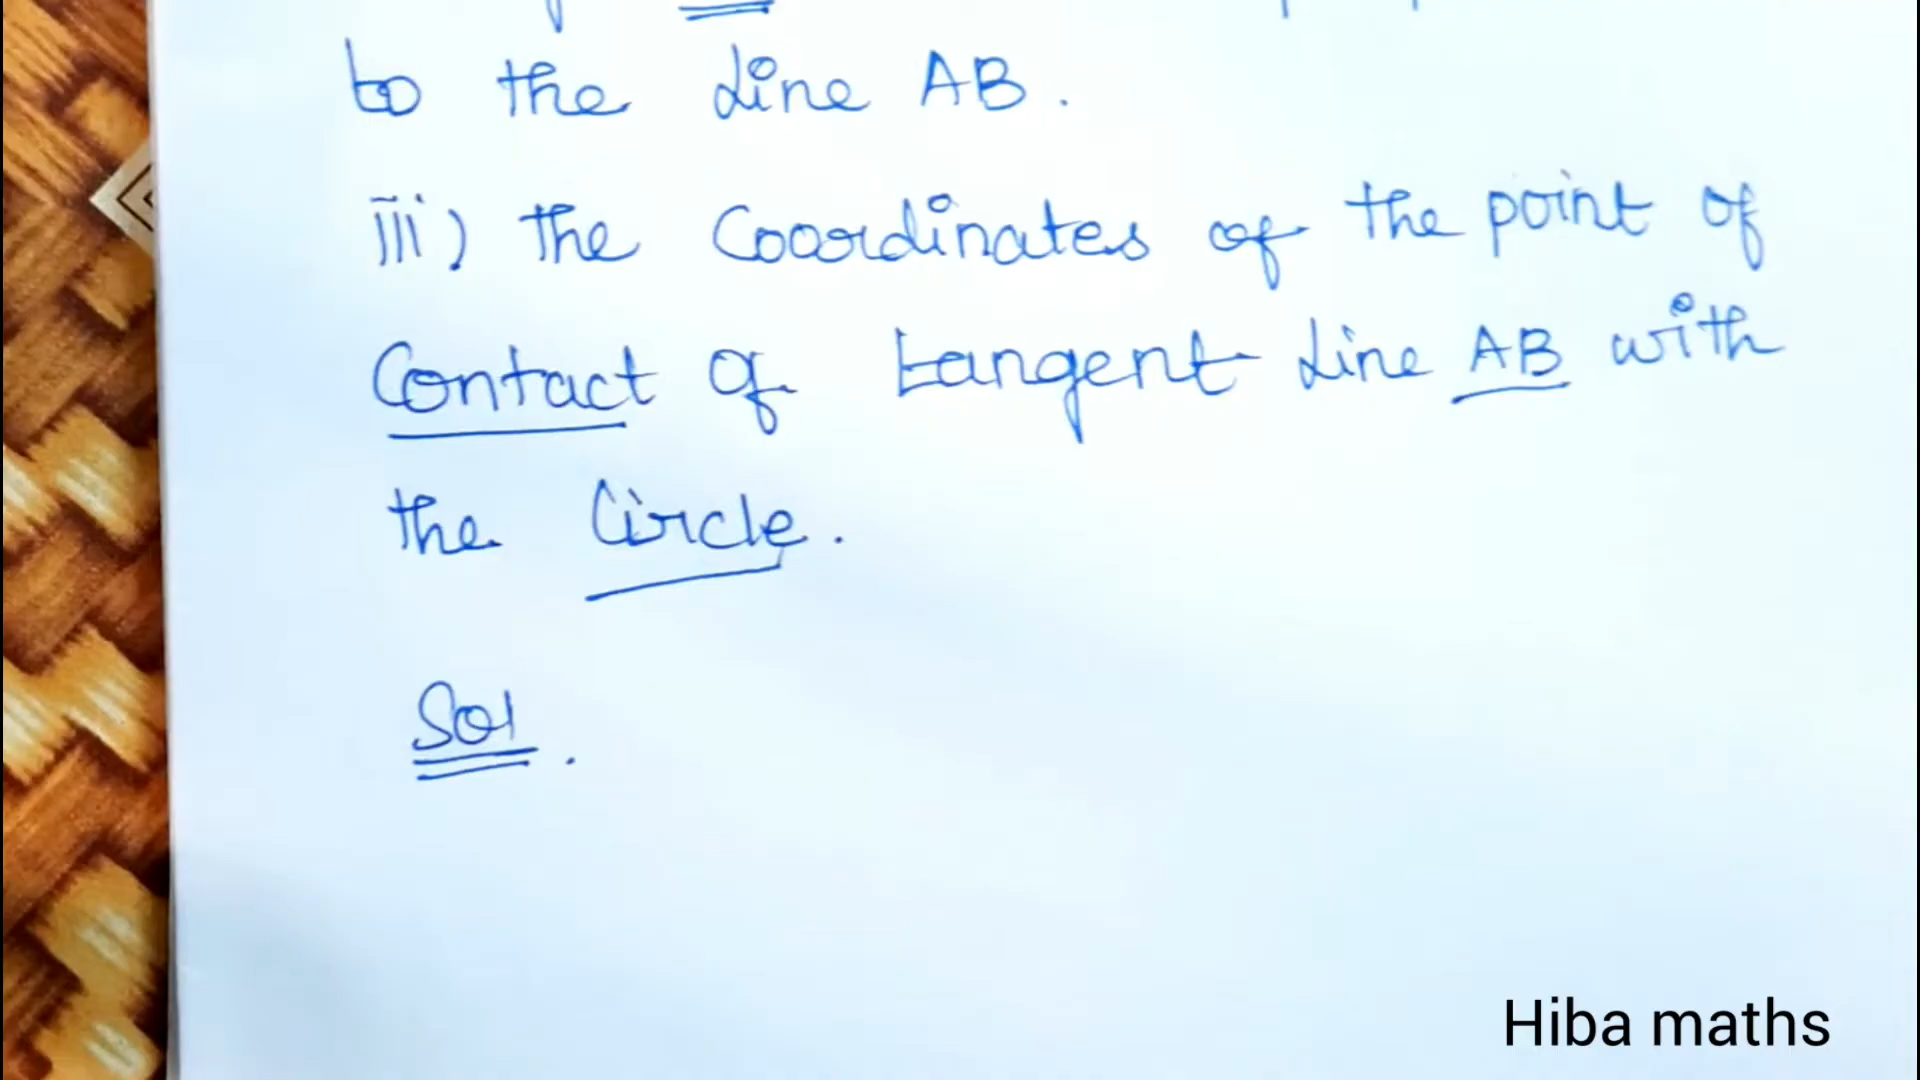 to the Line AB.
iii) the Coordinates of the point of
Contact of tangent Line AB with
the Circle.
Sol.
Hiba maths